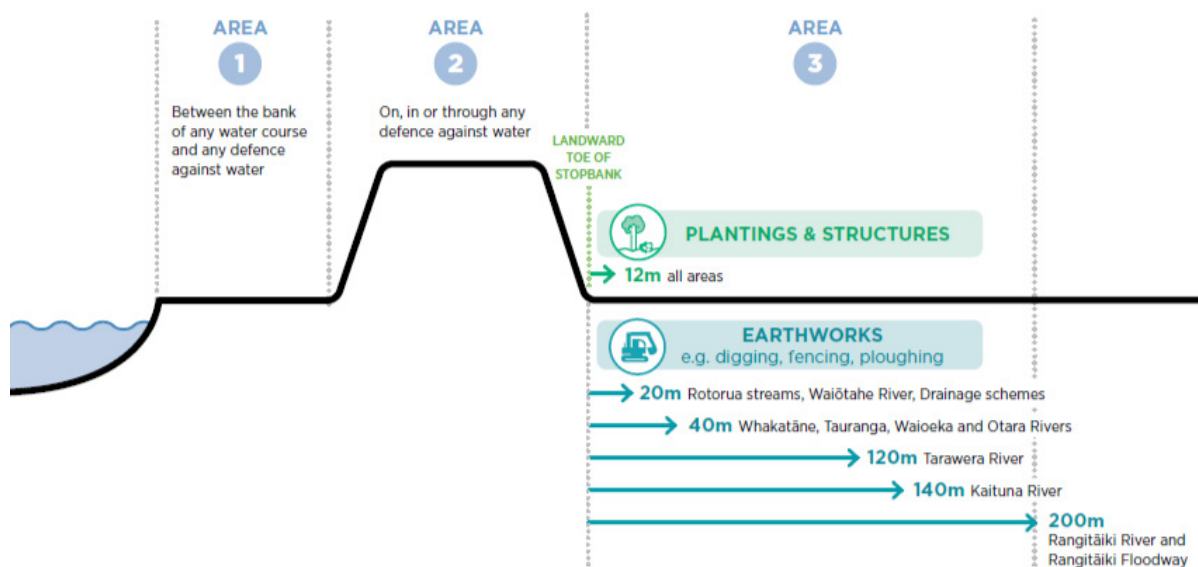 AREA
1
Between the bank
of any water course
and any defence
against water
AREA
2
On, in or through any
defence against water
LANDWARD
TOE OF
STOPBANK
AREA
3
PLANTINGS & STRUCTURES
12m all areas
EARTHWORKS
e.g. digging, fencing, ploughing
20m Rotorua streams, Waiōtahe River, Drainage schemes
40m Whakatāne, Tauranga, Waioeka and Otara Rivers
120m Tarawera River
140m Kaituna River
200m
Rangitāiki River and
Rangitāiki Floodway